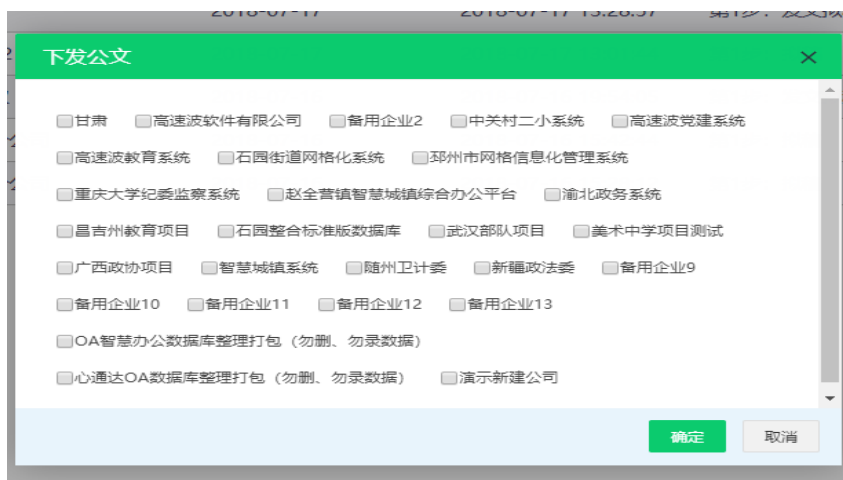 2018-07-17 2018-07-17 15:28:57
下发公文
甘肃 高速波软件有限公司 备用企业2 中关村二小系统 高速波党建系统
高速波教育系统 石园街道网格化系统 邳州市网格信息化管理系统
重庆大学纪委监察系统 赵全营镇智慧城镇综合办公平台 渝北政务系统
昌吉州教育项目 石园整合标准版数据库 武汉部队项目 美术中学项目测试
广西政协项目 智慧城镇系统 随州卫计委 新疆政法委 备用企业9
备用企业10 备用企业11 备用企业12 备用企业13
OA智慧办公数据库整理打包（勿删、勿录数据）
心通达OA数据库整理打包（勿删、勿录数据） 演示新建公司
确定 取消